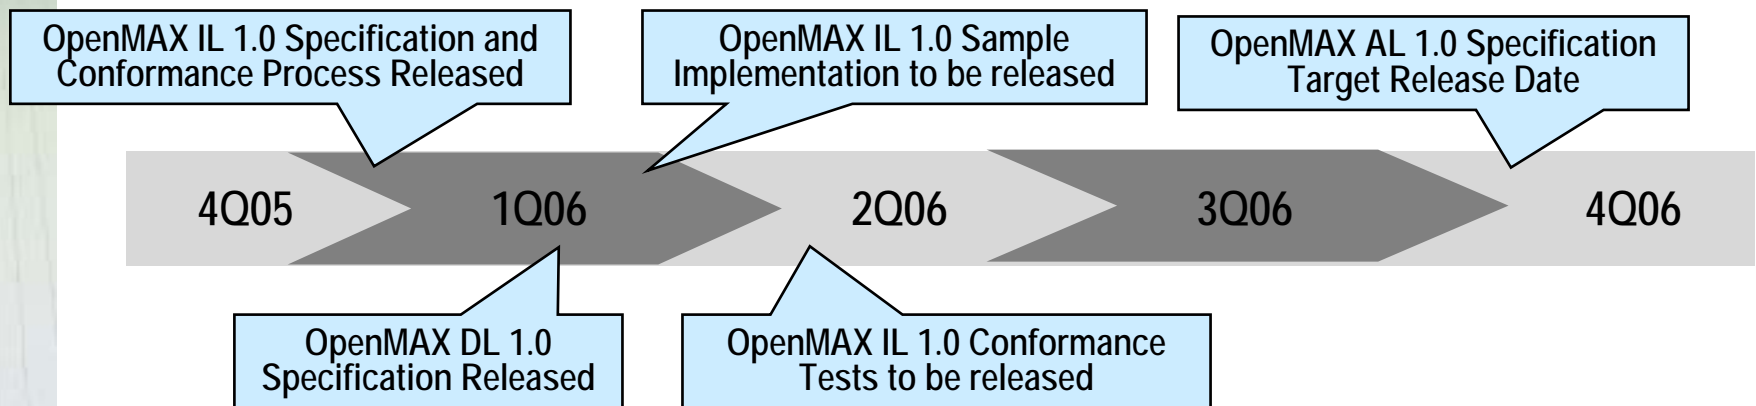 OpenMAX IL 1.0 Specification and
Conformance Process Released
OpenMAX IL 1.0 Sample
Implementation to be released
OpenMAX AL 1.0 Specification
Target Release Date
4Q05
1Q06
2Q06
3Q06
4Q06
OpenMAX DL 1.0
Specification Released
OpenMAX IL 1.0 Conformance
Tests to be released